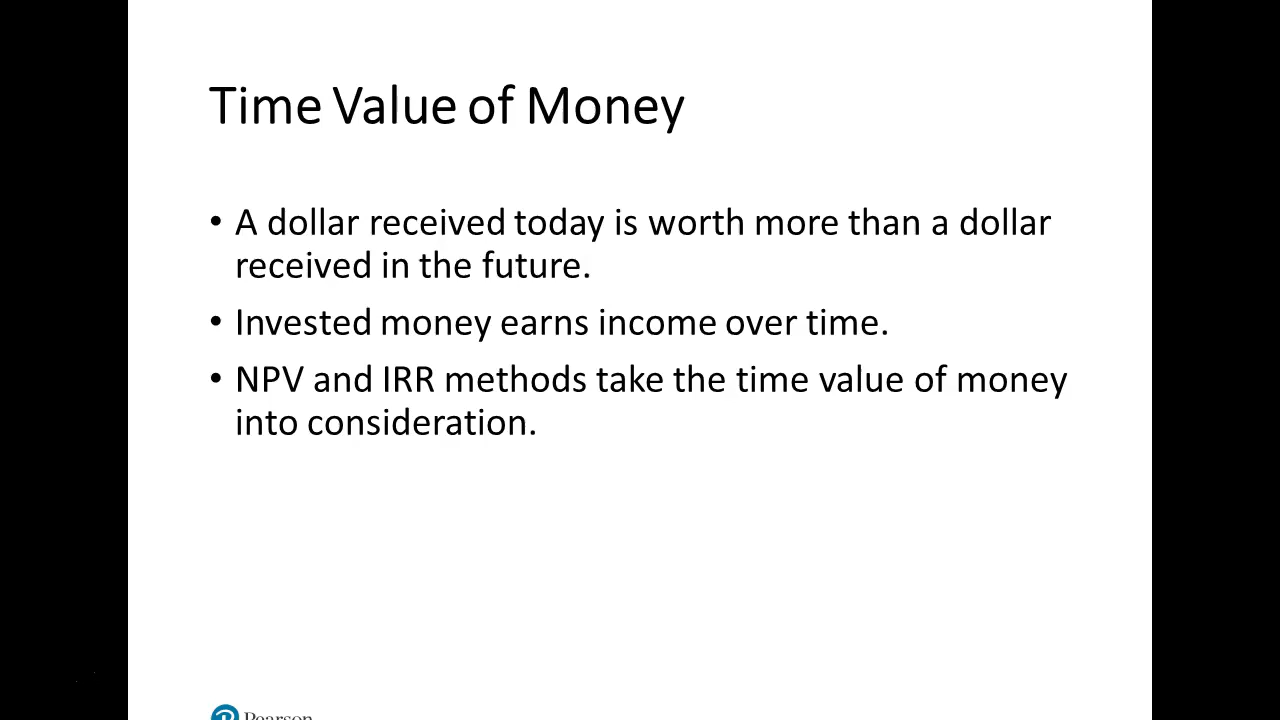 Time Value of Money
• A dollar received today is worth more than a dollar
received in the future.
• Invested money earns income over time.
• NPV and IRR methods take the time value of money
into consideration.
Pearson